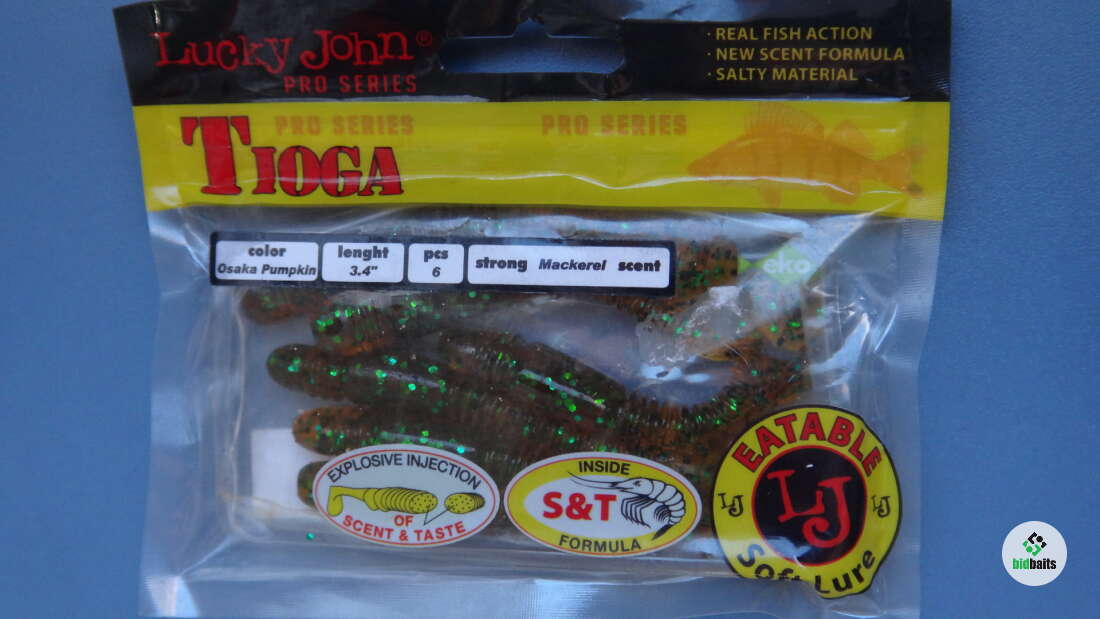 Lucky John®
PRO SERIES
· REAL FISH ACTION
· NEW SCENT FORMULA
· SALTY MATERIAL
PRO SERIES
PRO SERIES
TIOGA
color
Osaka Pumpkin
lenght
3.4"
pcs
6
strong Mackerel scent
eko
EXPLOSIVE INJECTION
OF
SCENT & TASTE
INSIDE
S&T
FORMULA
EATABLE
LJ
LJ
LJ
Soft Lure
bidbaits